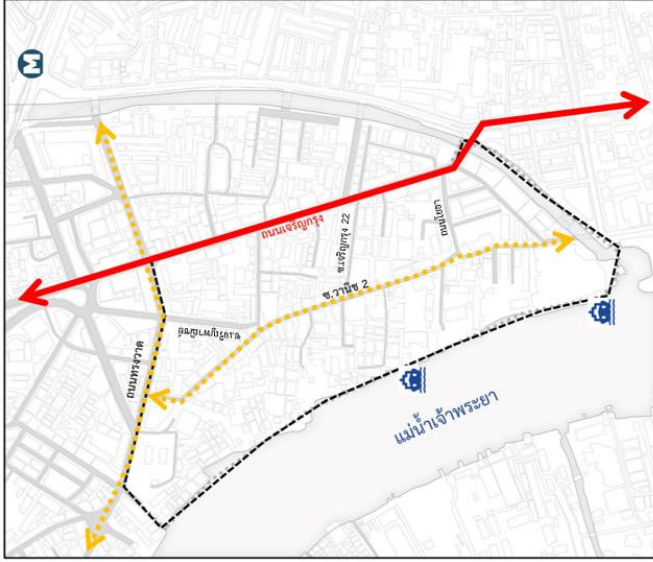 M
ถนนเจริญกรุง
ซ.เจริญกรุง 22
ซ.วานิช 2
ถนนทรงวาด
แม่น้ำเจ้าพระยา